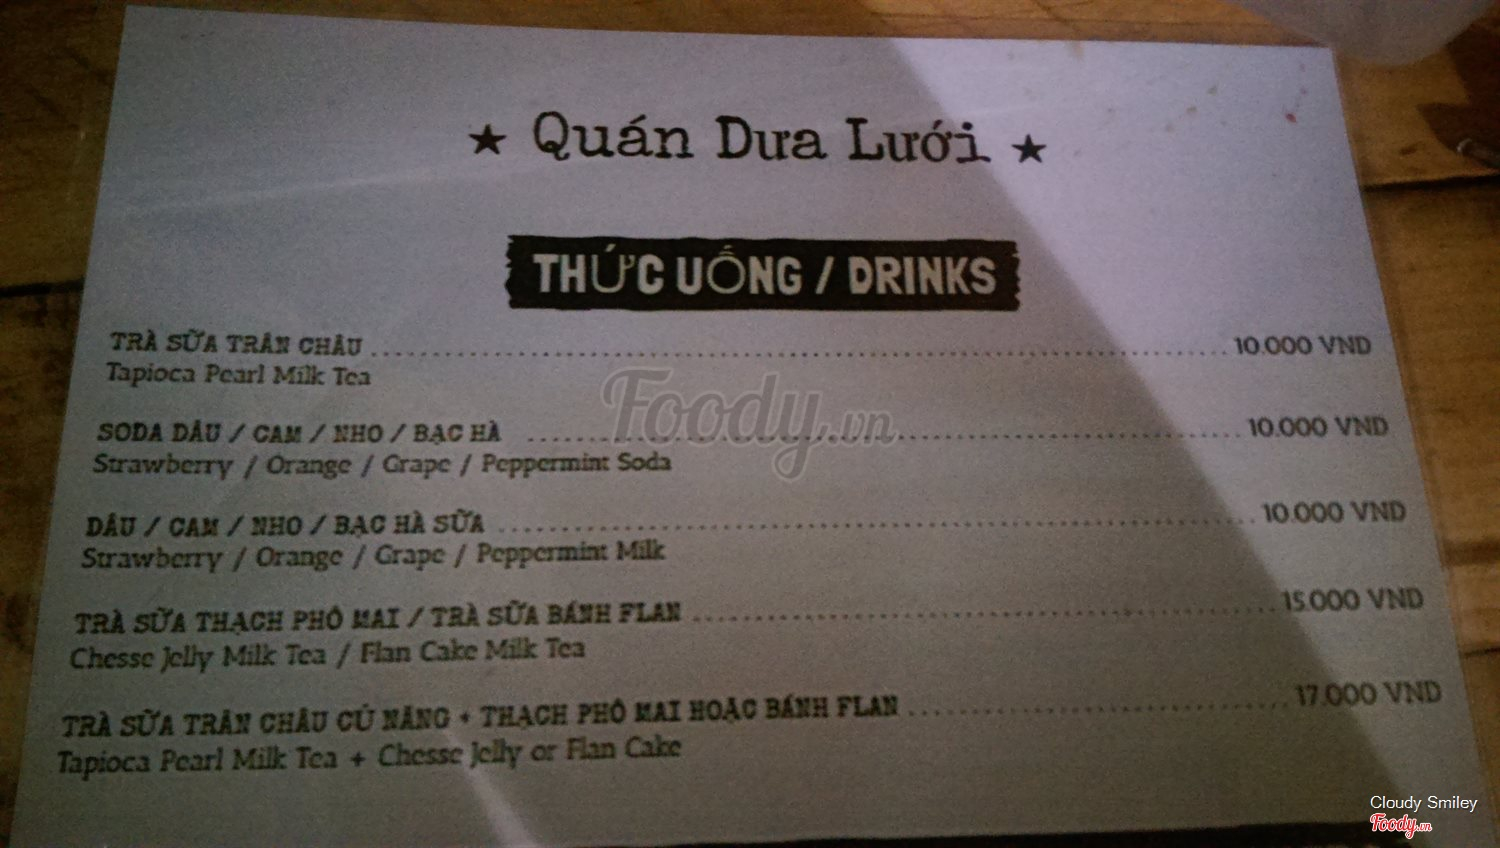 ★ Quán Dưa Lưới ★
THỨC UỐNG / DRINKS
TRÀ SỮA TRÂN CHÂU ........ 10.000 VND
Tapioca Pearl Milk Tea
Foody.vn
SODA DÂU / CAM / NHO / BẠC HÀ ........ 10.000 VND
Strawberry / Orange / Grape / Peppermint Soda
DÂU / CAM / NHO / BẠC HÀ SỮA ........ 10.000 VND
Strawberry / Orange / Grape / Peppermint Milk
TRÀ SỮA THẠCH PHÔ MAI / TRÀ SỮA BÁNH FLAN ........ 15.000 VND
Chesse Jelly Milk Tea / Flan Cake Milk Tea
TRÀ SỮA TRÂN CHÂU CỦ NĂNG + THẠCH PHÔ MAI HOẶC BÁNH FLAN ........ 17.000 VND
Tapioca Pearl Milk Tea + Chesse Jelly or Flan Cake
Cloudy Smiley
Foody.vn